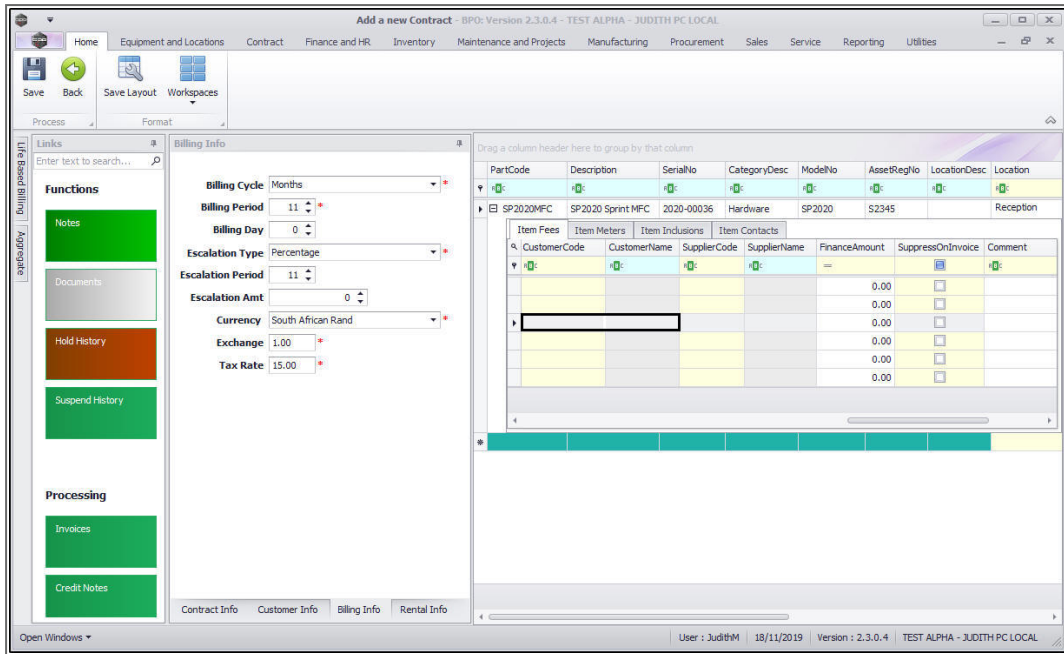 Add a new Contract - BPO: Version 2.3.0.4 - TEST ALPHA - JUDITH PC LOCAL
Home Equipment and Locations Contract Finance and HR Inventory Maintenance and Projects Manufacturing Procurement Sales Service Reporting Utilities
Save Back Save Layout Workspaces
Process Format
Life Based Billing
Aggregate
Links
Enter text to search...
Functions
Notes
Documents
Hold History
Suspend History
Processing
Invoices
Credit Notes
Billing Info
Billing Cycle Months *
Billing Period 11 *
Billing Day 0
Escalation Type Percentage *
Escalation Period 11
Escalation Amt 0
Currency South African Rand *
Exchange 1.00 *
Tax Rate 15.00 *
Contract Info Customer Info Billing Info Rental Info
Drag a column header here to group by that column
PartCode Description SerialNo CategoryDesc ModelNo AssetRegNo LocationDesc Location
SP2020MFC SP2020 Sprint MFC 2020-00036 Hardware SP2020 S2345 Reception
Item Fees Item Meters Item Inclusions Item Contacts
CustomerCode CustomerName SupplierCode SupplierName FinanceAmount SuppressOnInvoice Comment
=
0.00
0.00
0.00
0.00
0.00
0.00
Open Windows User : JudithM 18/11/2019 Version : 2.3.0.4 TEST ALPHA - JUDITH PC LOCAL